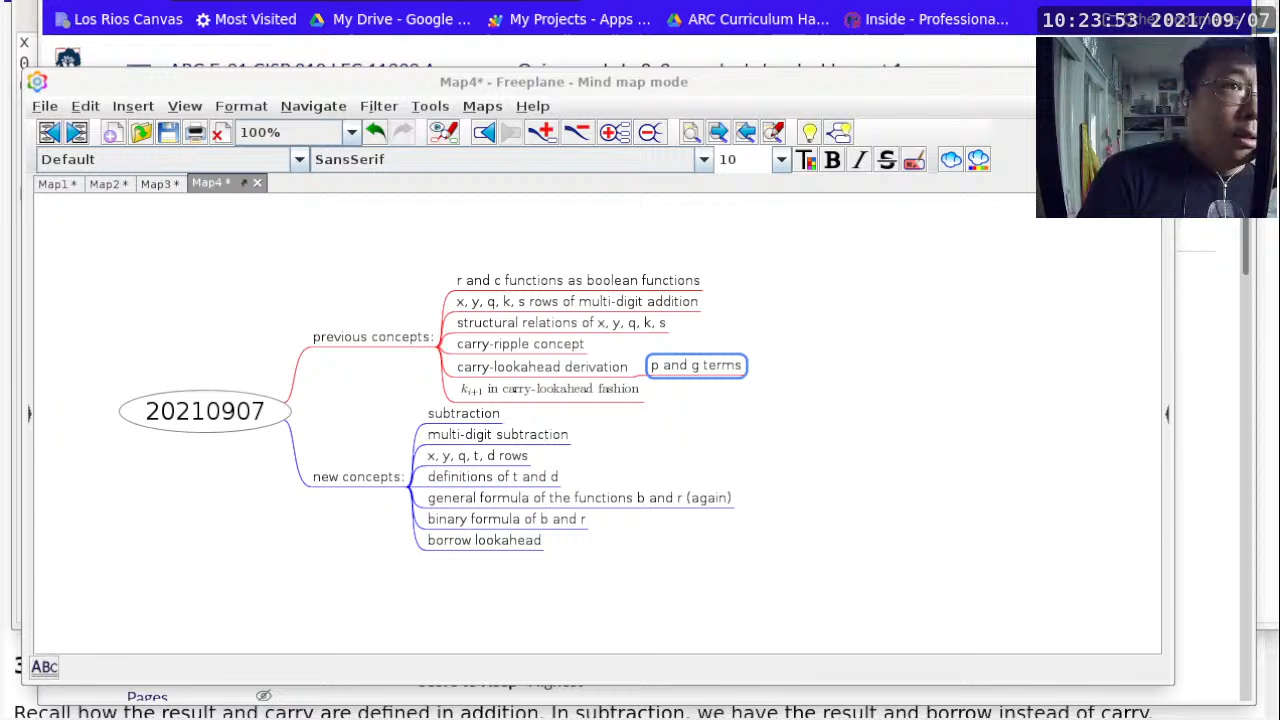 Los Rios Canvas
Most Visited
My Drive - Google ...
My Projects - Apps ...
ARC Curriculum Ha...
Inside - Professiona...
10:23:53 2021/09/07
X
Map4* - Freeplane - Mind map mode
File Edit Insert View Format Navigate Filter Tools Maps Help
100%
Default
SansSerif
10
B I S
Map1 * Map2 * Map3 * Map4 *
r and c functions as boolean functions
x, y, q, k, s rows of multi-digit addition
structural relations of x, y, q, k, s
previous concepts:
carry-ripple concept
carry-lookahead derivation
p and g terms
k_{i+1} in carry-lookahead fashion
20210907
subtraction
multi-digit subtraction
x, y, q, t, d rows
new concepts:
definitions of t and d
general formula of the functions b and r (again)
binary formula of b and r
borrow lookahead
ABC
Pages
Recall how the result and carry are defined in addition. In subtraction, we have the result and borrow instead of carry.